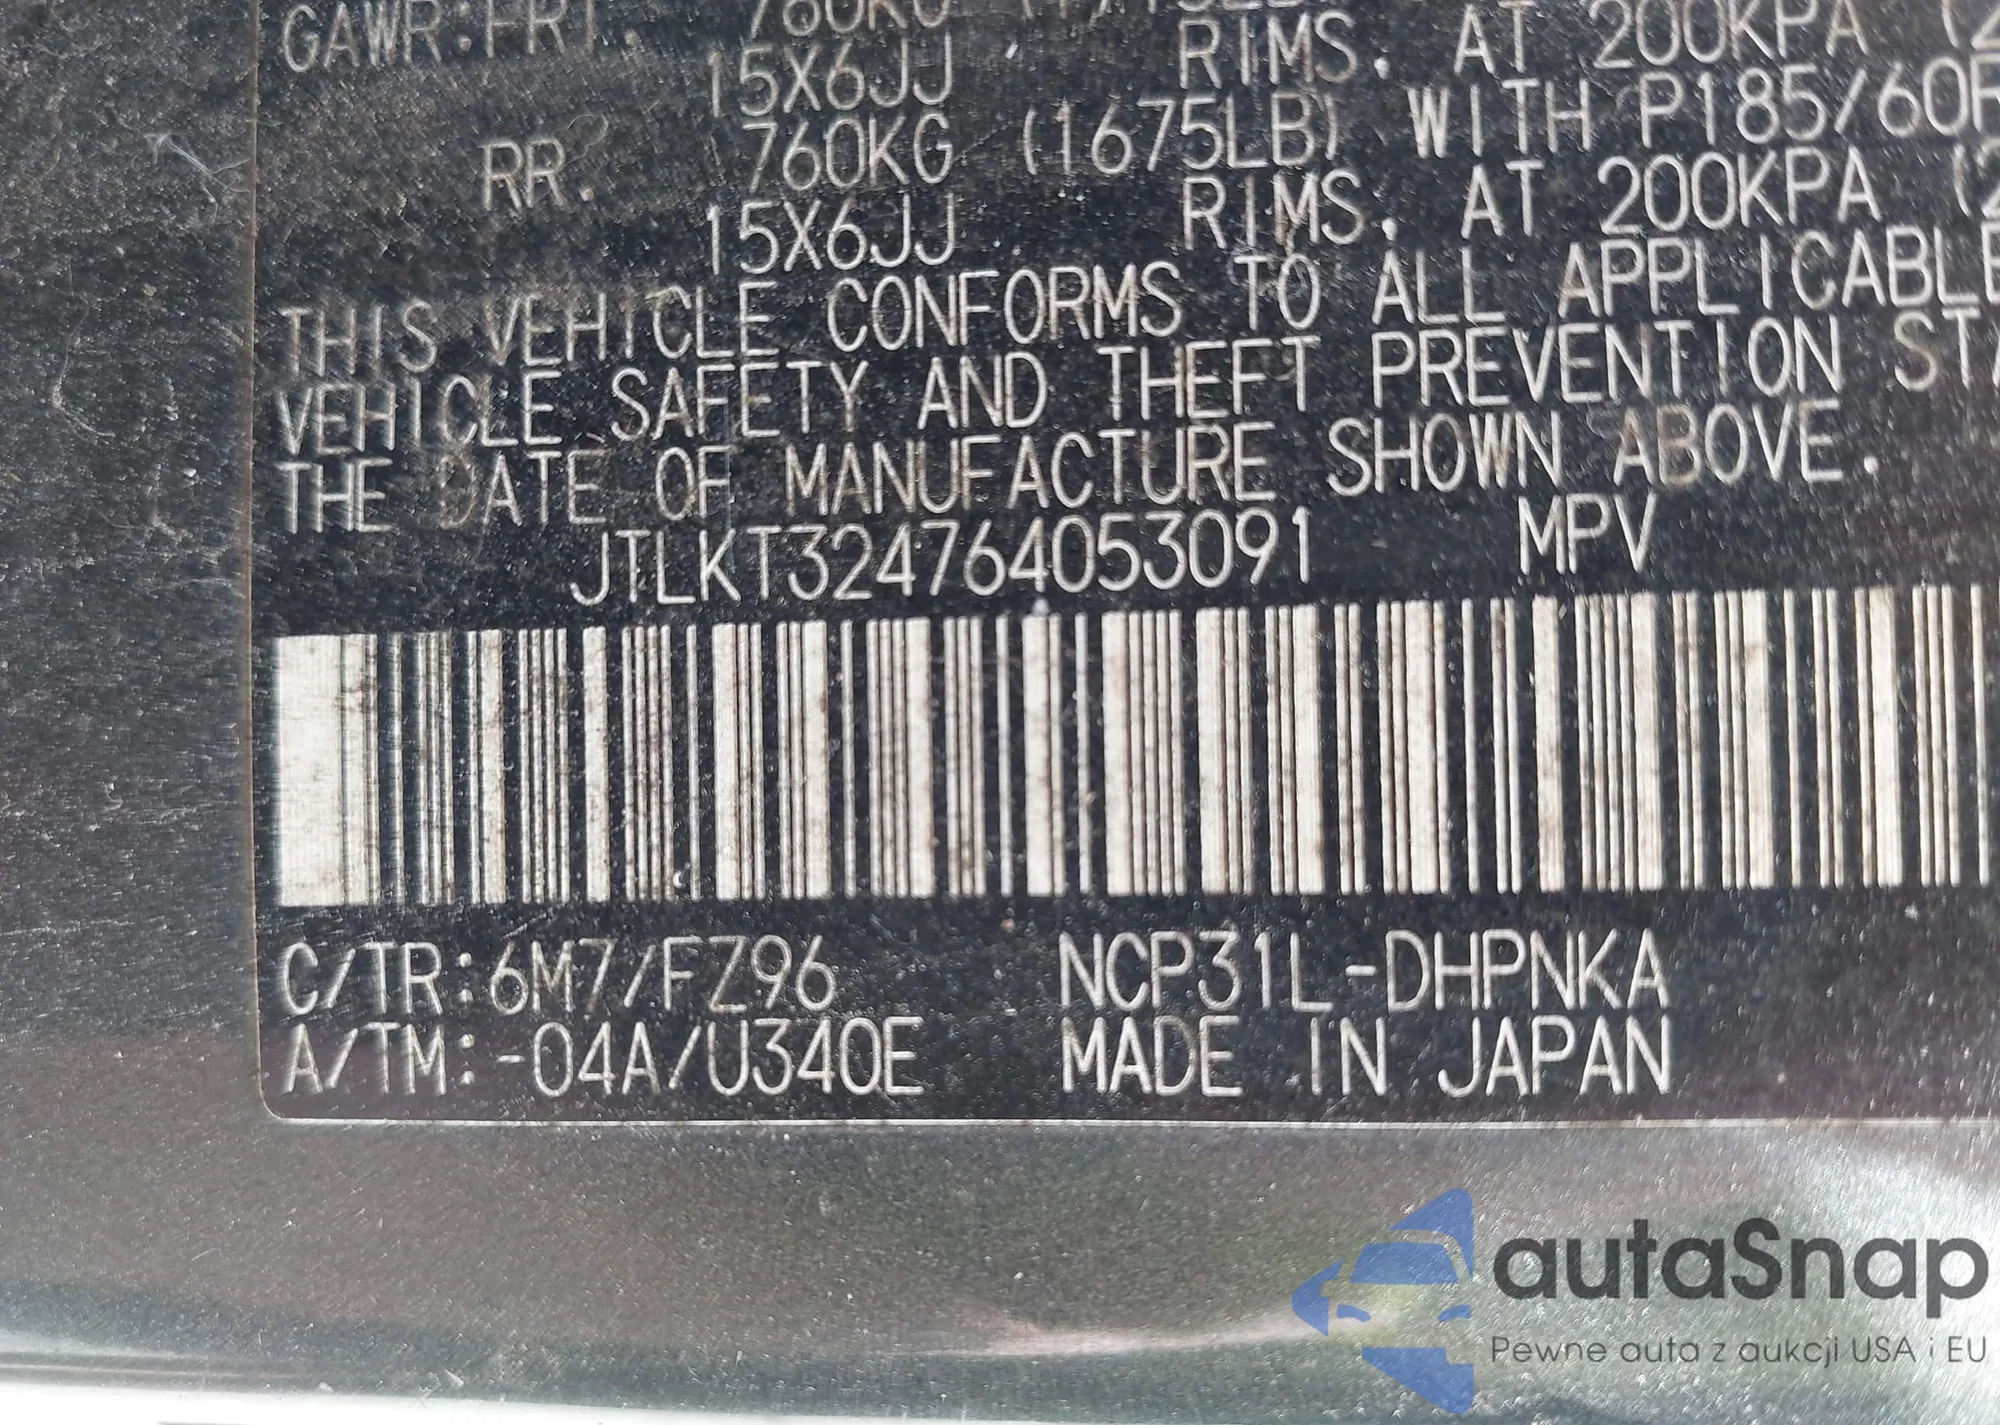 GAWR:FRT. 760KG
15X6JJ RIMS, AT 200KPA
RR. 760KG (1675LB) WITH P185/60R
15X6JJ RIMS, AT 200KPA
THIS VEHICLE CONFORMS TO ALL APPLICABLE
VEHICLE SAFETY AND THEFT PREVENTION
THE DATE OF MANUFACTURE SHOWN ABOVE.
JTLKT324764053091 MPV
C/TR:6M7/FZ96 NCP31L-DHPNKA
A/TM:-04A/U340E MADE IN JAPAN
autaSnap
Pewne auta z aukcji USA i EU